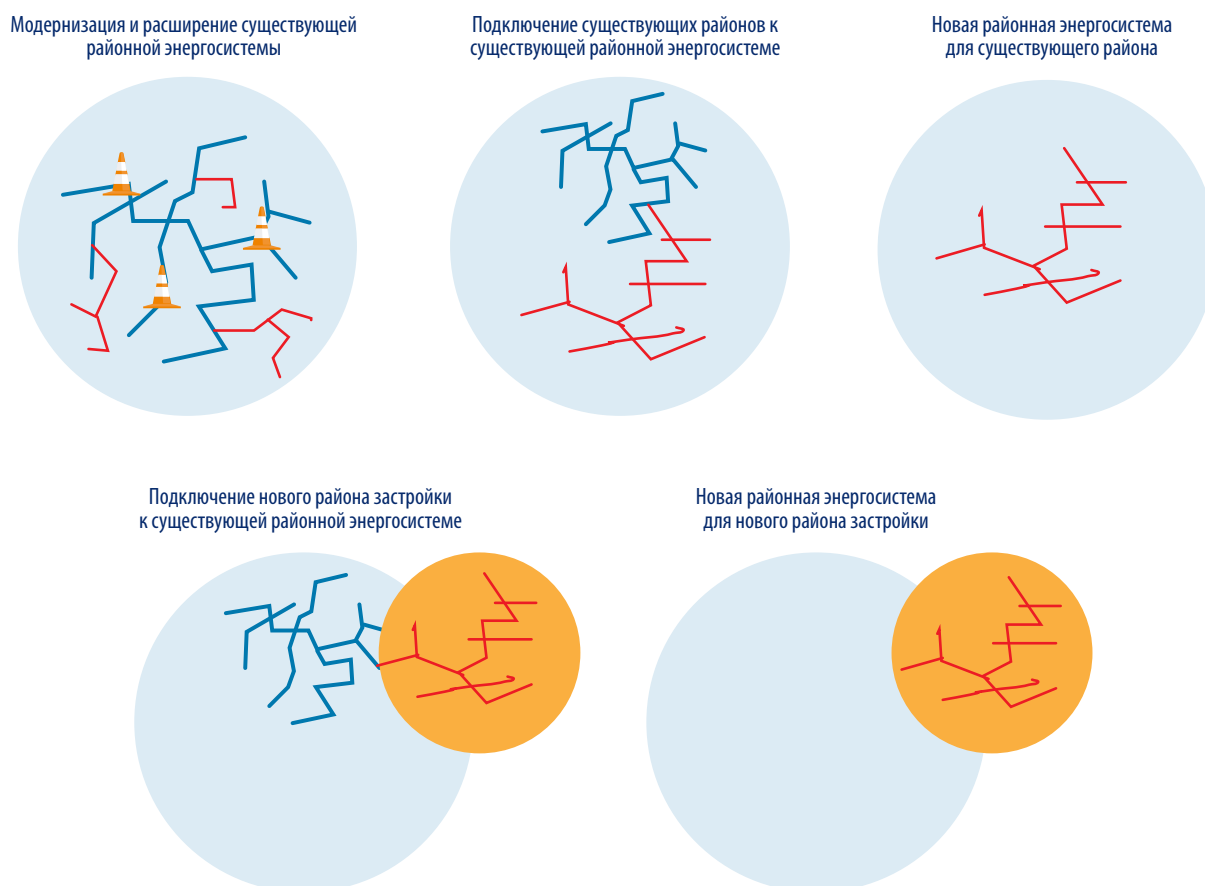 Модернизация и расширение существующей
районной энергосистемы
Подключение существующих районов к
существующей районной энергосистеме
Новая районная энергосистема
для существующего района
Подключение нового района застройки
к существующей районной энергосистеме
Новая районная энергосистема
для нового района застройки